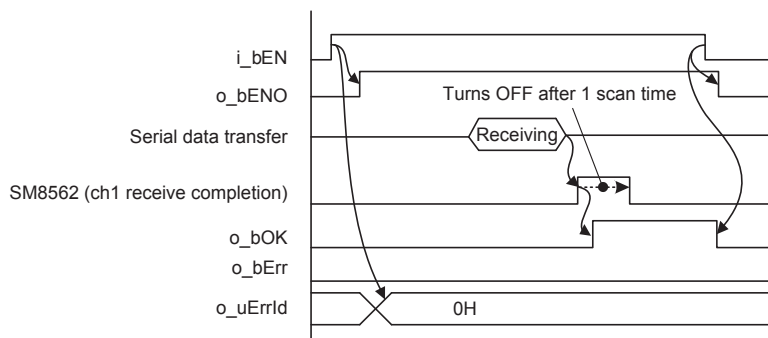 i_bEN
o_bENO
Turns OFF after 1 scan time
Serial data transfer
Receiving
SM8562 (ch1 receive completion)
o_bOK
o_bErr
o_uErrId
0H